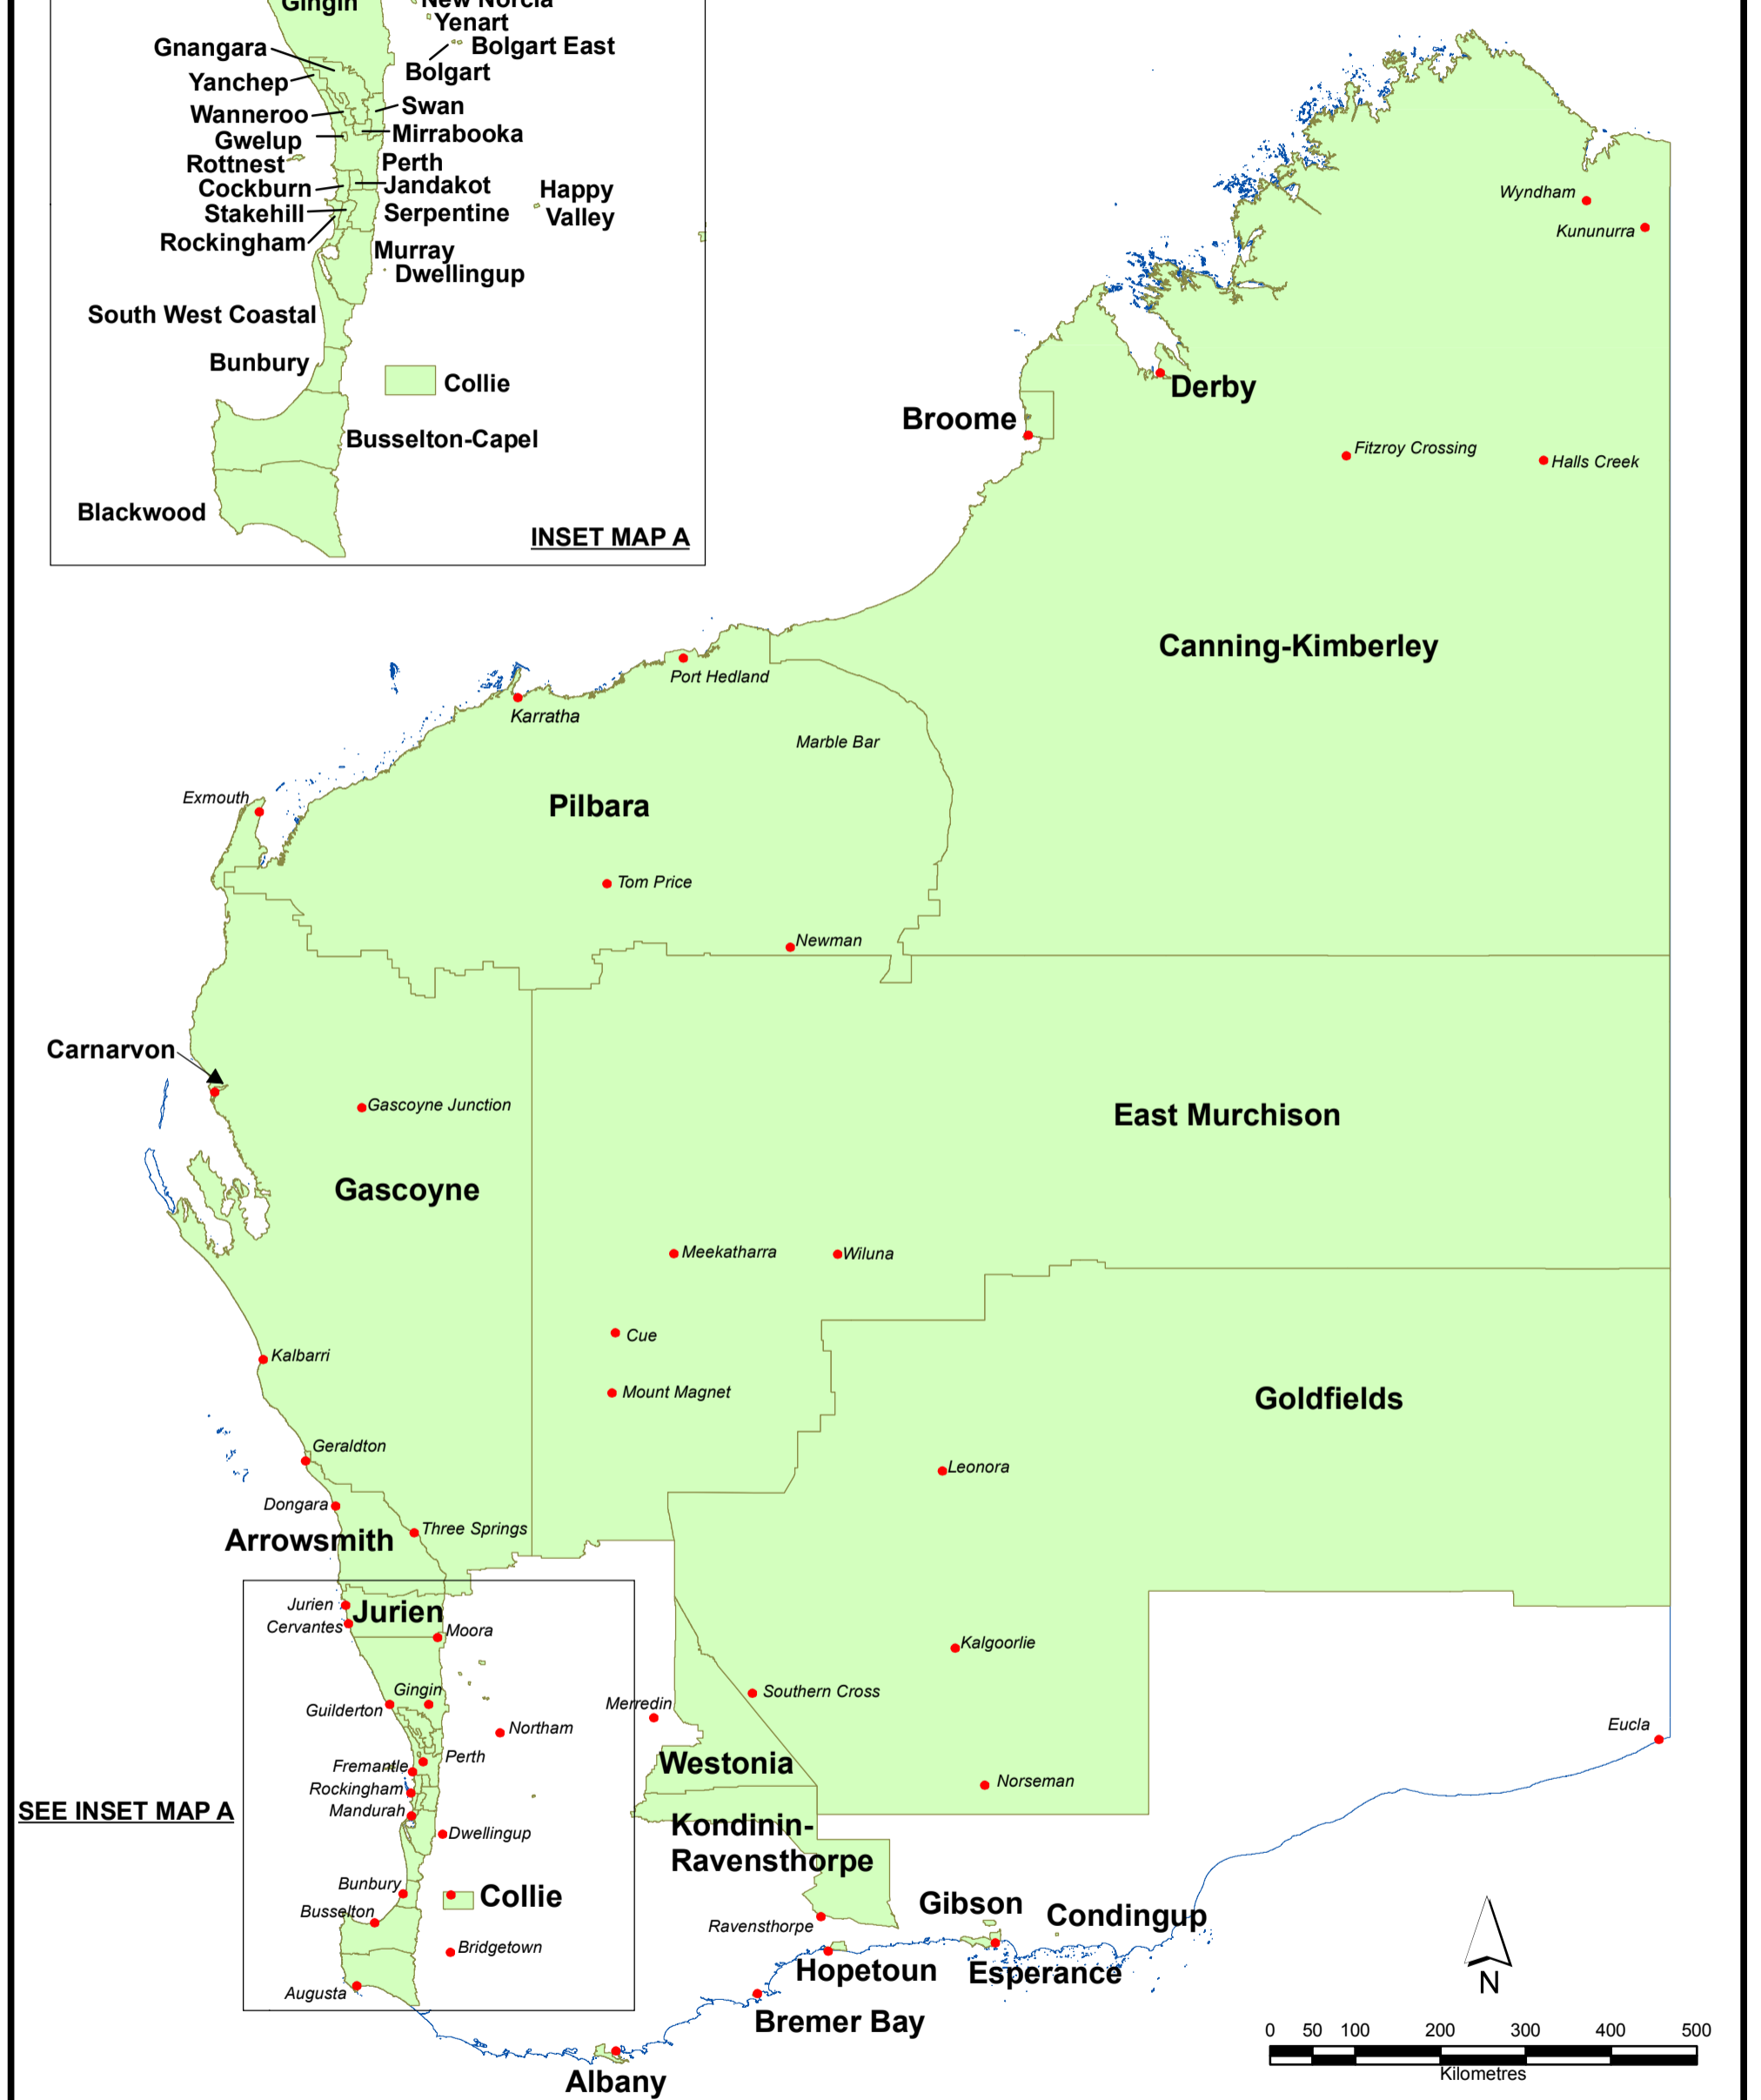 Gingin
New Norcia
Yenart
Gnangara
Bolgart East
Bolgart
Yanchep
Swan
Wanneroo
Mirrabooka
Gwelup
Rottnest
Perth
Cockburn
Jandakot
Happy
Valley
Stakehill
Serpentine
Rockingham
Murray
Dwellingup
South West Coastal
Bunbury
Collie
Busselton-Capel
Blackwood
INSET MAP A
Wyndham
Kununurra
Derby
Broome
Fitzroy Crossing
Halls Creek
Canning-Kimberley
Port Hedland
Karratha
Marble Bar
Exmouth
Pilbara
Tom Price
Newman
Carnarvon
Gascoyne Junction
East Murchison
Gascoyne
Meekatharra
Wiluna
Cue
Kalbarri
Mount Magnet
Goldfields
Geraldton
Leonora
Dongara
Three Springs
Arrowsmith
Jurien
Jurien
Cervantes
Moora
Kalgoorlie
Gingin
Southern Cross
Guilderton
Merredin
Northam
Eucla
Perth
Fremantle
Westonia
Rockingham
Norseman
SEE INSET MAP A
Mandurah
Kondinin-
Ravensthorpe
Dwellingup
Bunbury
Collie
Gibson
Condingup
Busselton
Ravensthorpe
Bridgetown
Hopetoun
Esperance
Augusta
N
Bremer Bay
0 50 100 200 300 400 500
Kilometres
Albany